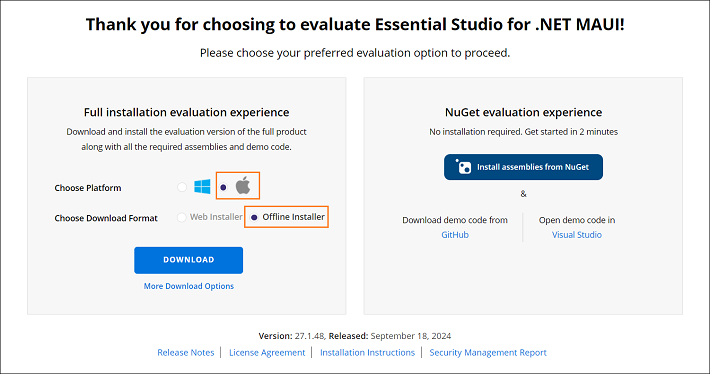 Thank you for choosing to evaluate Essential Studio for .NET MAUI!
Please choose your preferred evaluation option to proceed.
Full installation evaluation experience
Download and install the evaluation version of the full product
along with all the required assemblies and demo code.
Choose Platform
Choose Download Format
Web Installer
Offline Installer
DOWNLOAD
More Download Options
NuGet evaluation experience
No installation required. Get started in 2 minutes
Install assemblies from NuGet
&
Download demo code from
GitHub
Open demo code in
Visual Studio
Version: 27.1.48, Released: September 18, 2024
Release Notes | License Agreement | Installation Instructions | Security Management Report